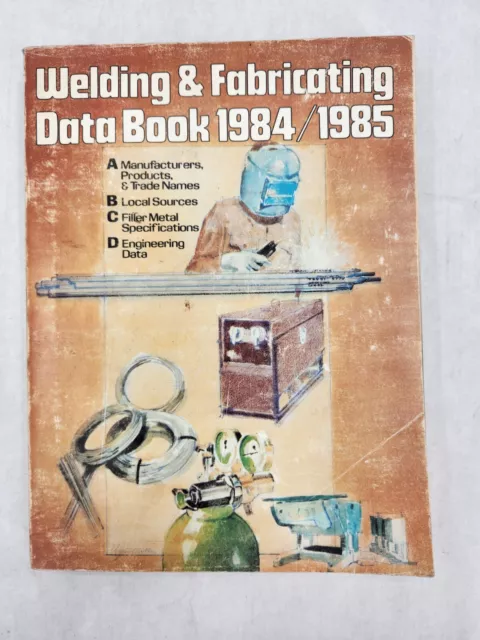 Welding & Fabricating
Data Book 1984/1985
A Manufacturers,
Products,
& Trade Names
B Local Sources
C Filler Metal
Specifications
D Engineering
Data